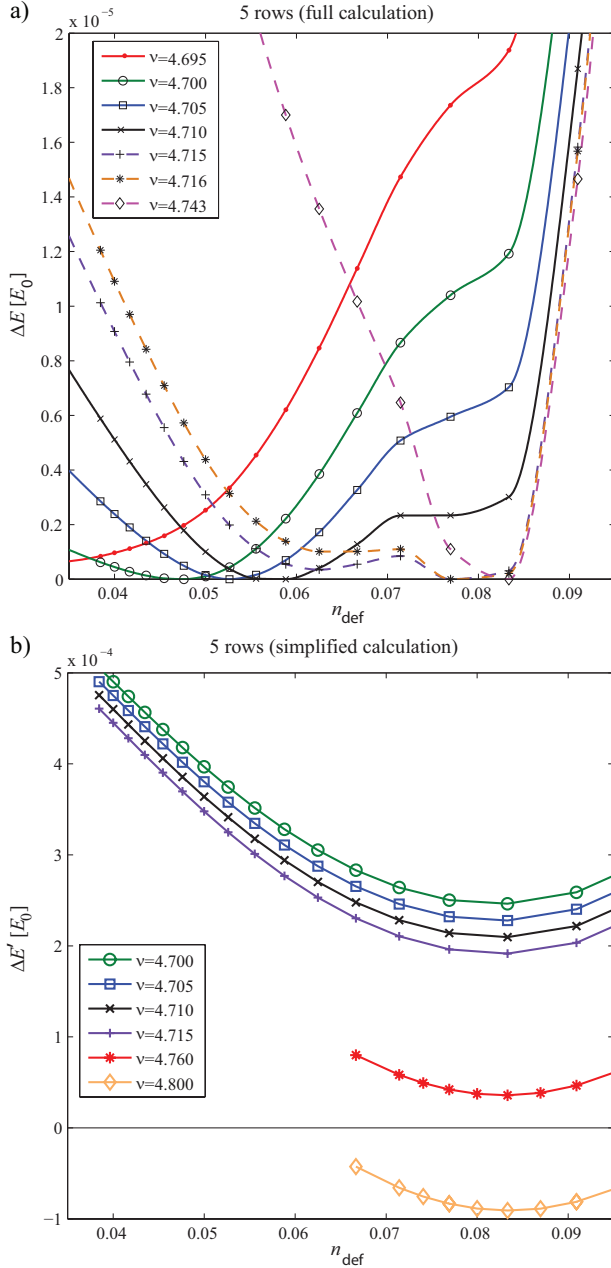 a)
5 rows (full calculation)
x 10⁻⁵
2
1.8
1.6
1.4
1.2
1
0.8
0.6
0.4
0.2
0
ΔE [E₀]
ν=4.695
ν=4.700
ν=4.705
ν=4.710
ν=4.715
ν=4.716
ν=4.743
0.04 0.05 0.06 0.07 0.08 0.09
n_def
b)
5 rows (simplified calculation)
x 10⁻⁴
5
4
3
2
1
0
−1
ΔE′ [E₀]
ν=4.700
ν=4.705
ν=4.710
ν=4.715
ν=4.760
ν=4.800
0.04 0.05 0.06 0.07 0.08 0.09
n_def